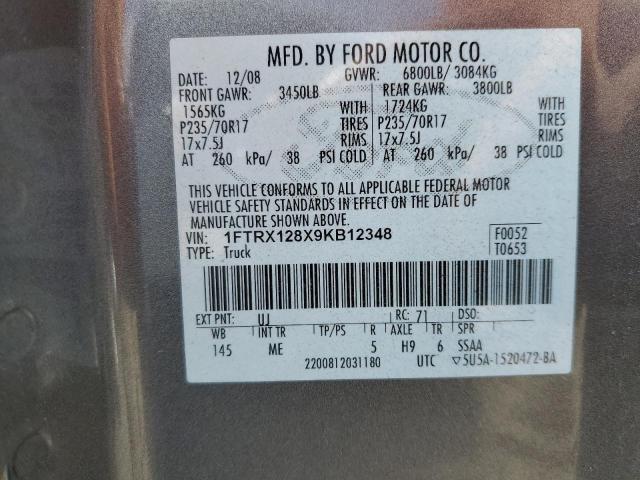 MFD. BY FORD MOTOR CO.
DATE: 12/08 GVWR: 6800LB/ 3084KG
FRONT GAWR: 3450LB REAR GAWR: 3800LB
1565KG WITH 1724KG WITH
P235/70R17 TIRES P235/70R17 TIRES
17x7.5J RIMS 17x7.5J RIMS
AT 260 kPa/ 38 PSI COLD AT 260 kPa/ 38 PSI COLD
THIS VEHICLE CONFORMS TO ALL APPLICABLE FEDERAL MOTOR
VEHICLE SAFETY STANDARDS IN EFFECT ON THE DATE OF
MANUFACTURE SHOWN ABOVE.
VIN: 1FTRX128X9KB12348 F0052
TYPE: Truck T0653
EXT PNT: UJ RC: 71 DSO:
WB INT TR TP/PS R AXLE TR SPR
145 ME 5 H9 6 SSAA
2200812031180 UTC ▽5U5A-1520472-BA
Ford